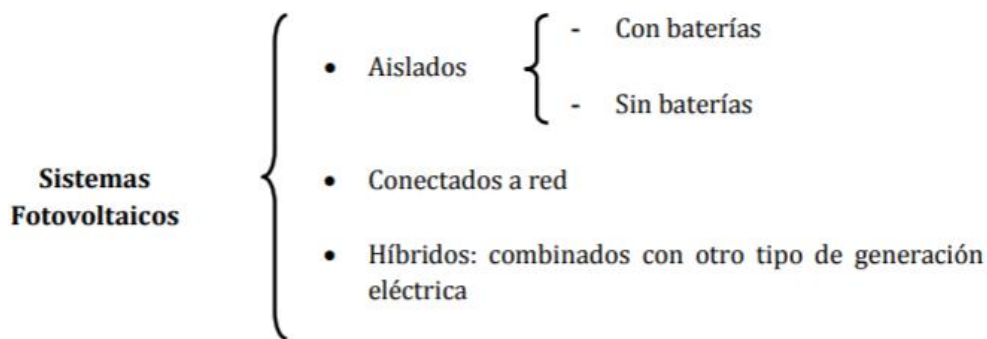 Sistemas
Fotovoltaicos
• Aislados
- Con baterías
- Sin baterías
• Conectados a red
• Híbridos: combinados con otro tipo de generación
eléctrica